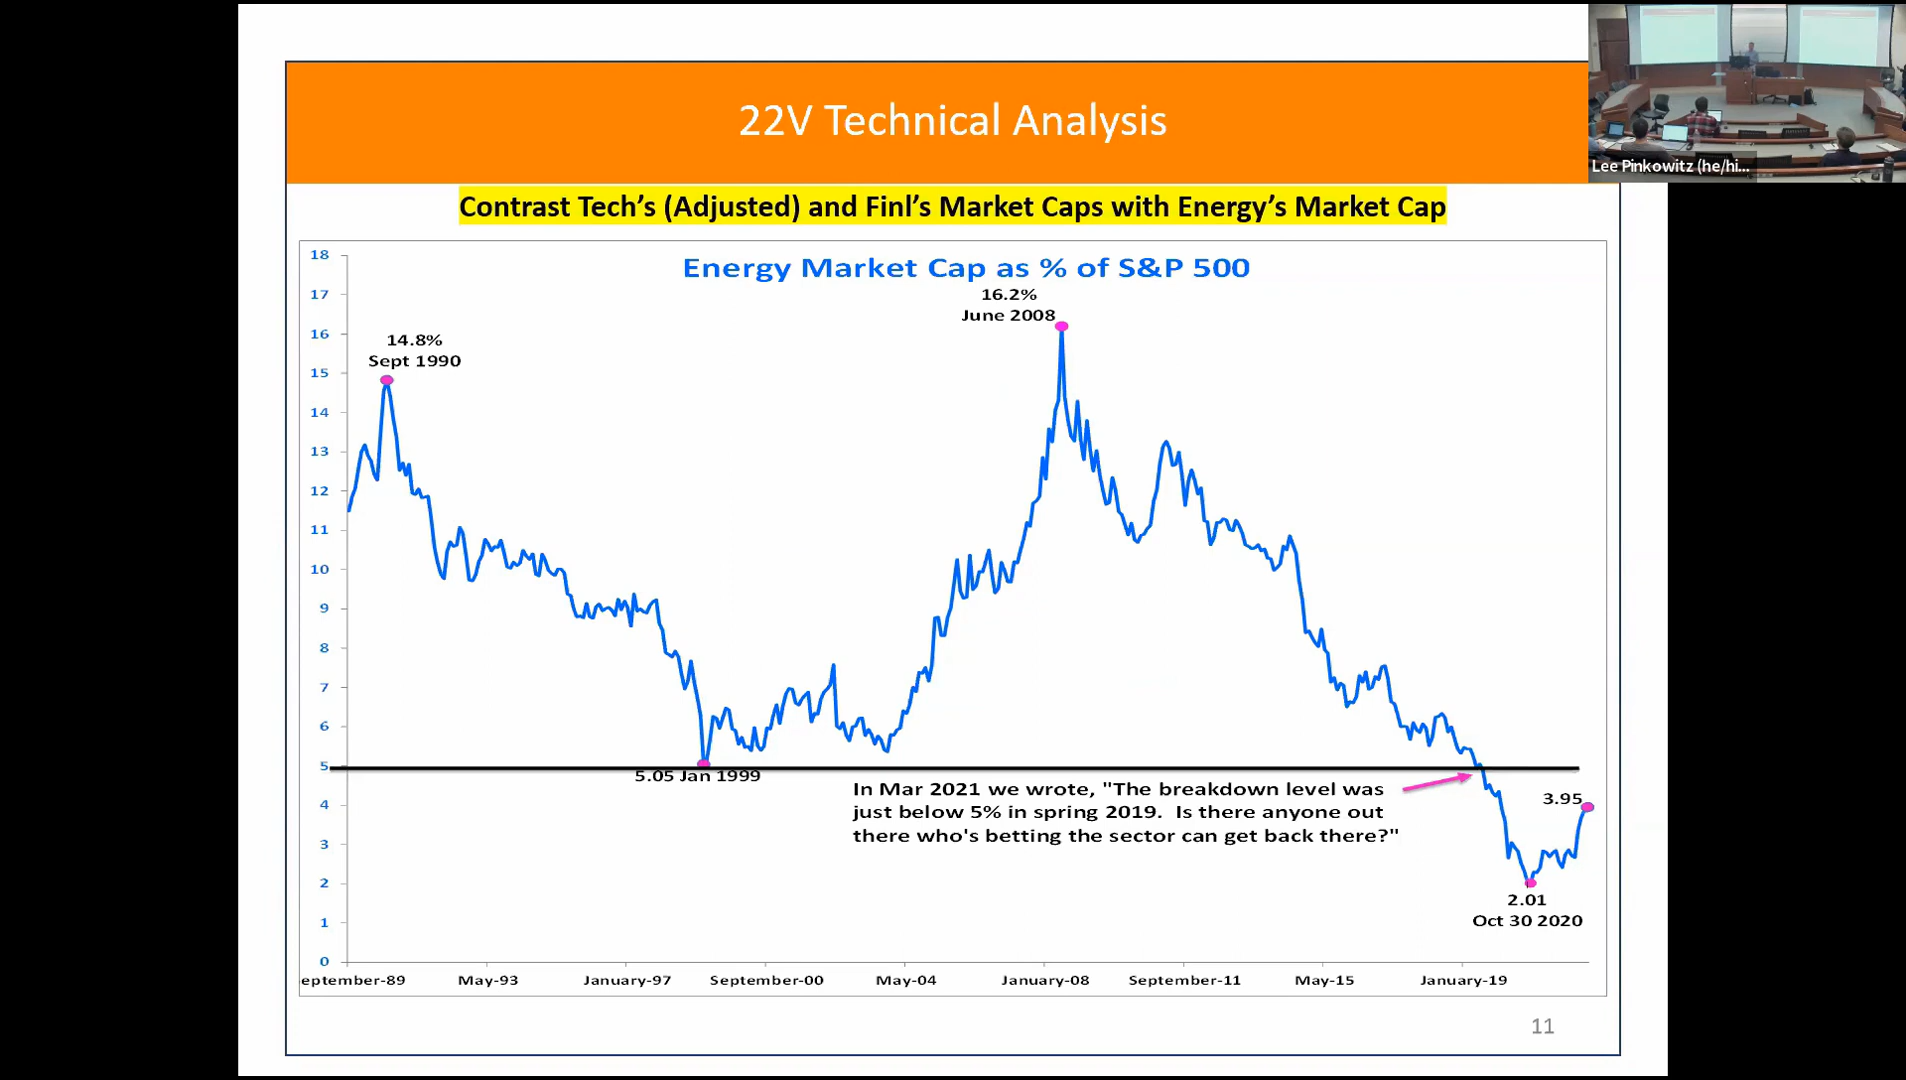 22V Technical Analysis
Lee Pinkowitz (he/hi...
Contrast Tech's (Adjusted) and Finl's Market Caps with Energy's Market Cap
Energy Market Cap as % of S&P 500
18
17
16
15
14
13
12
11
10
9
8
7
6
5
4
3
2
1
0
14.8%
Sept 1990
16.2%
June 2008
5.05 Jan 1999
In Mar 2021 we wrote, "The breakdown level was
just below 5% in spring 2019. Is there anyone out
there who's betting the sector can get back there?"
3.95
2.01
Oct 30 2020
eptember-89 May-93 January-97 September-00 May-04 January-08 September-11 May-15 January-19
11